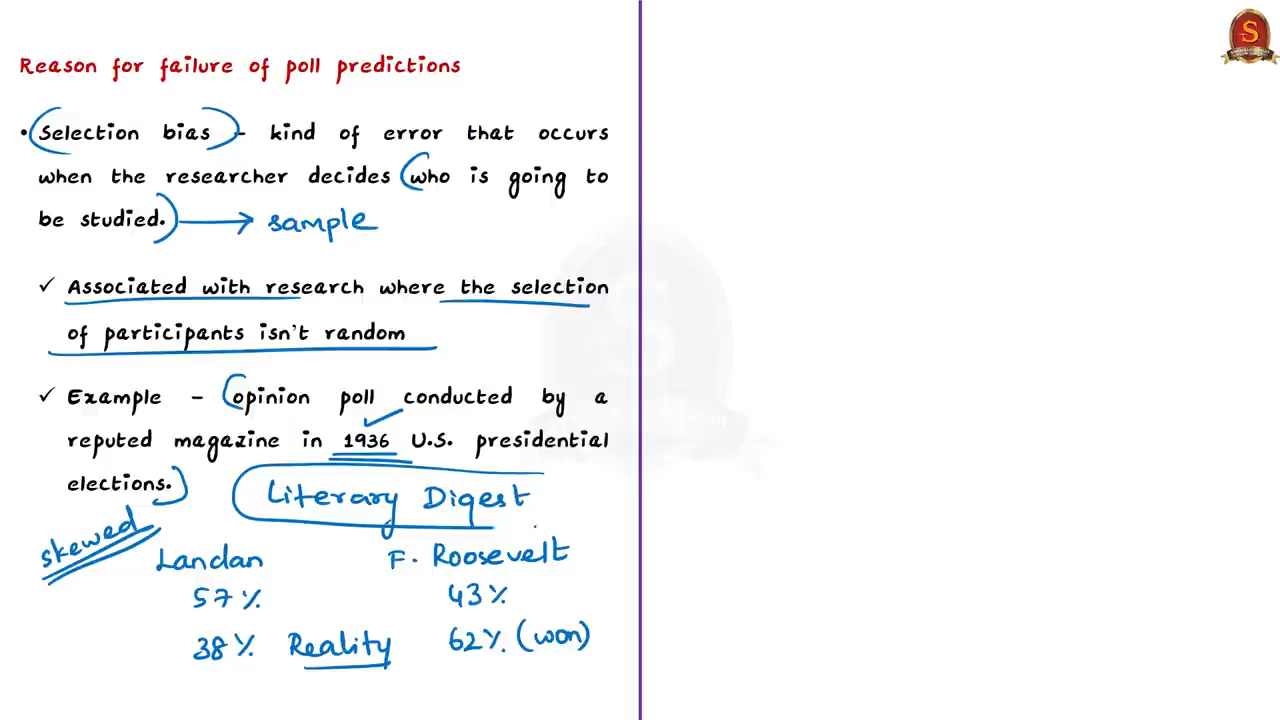 Reason for failure of poll predictions
• Selection bias - kind of error that occurs
when the researcher decides who is going to
be studied. → sample
✓ Associated with research where the selection
of participants isn't random
✓ Example - opinion poll conducted by a
reputed magazine in 1936 U.S. presidential
elections.
Literary Digest
skewed
Landan F. Roosevelt
57% 43%
38% Reality 62% (won)
S